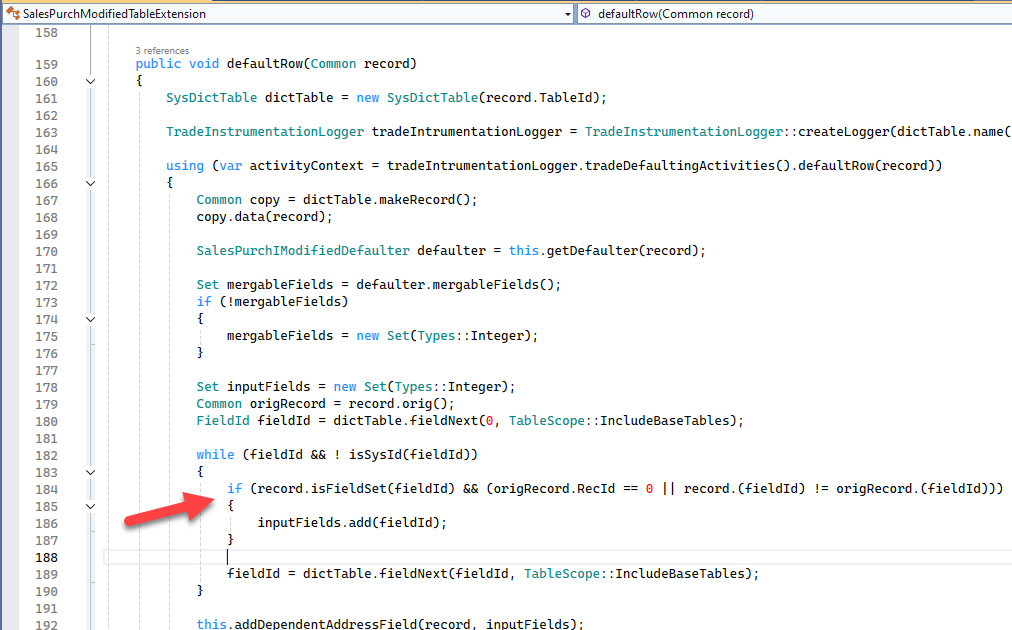 SalesPurchModifiedTableExtension
defaultRow(Common record)
158
3 references
159 public void defaultRow(Common record)
160 {
161 SysDictTable dictTable = new SysDictTable(record.TableId);
162
163 TradeInstrumentationLogger tradeIntrumentationLogger = TradeInstrumentationLogger::createLogger(dictTable.name(
164
165 using (var activityContext = tradeIntrumentationLogger.tradeDefaultingActivities().defaultRow(record))
166 {
167 Common copy = dictTable.makeRecord();
168 copy.data(record);
169
170 SalesPurchIModifiedDefaulter defaulter = this.getDefaulter(record);
171
172 Set mergableFields = defaulter.mergableFields();
173 if (!mergableFields)
174 {
175 mergableFields = new Set(Types::Integer);
176 }
177
178 Set inputFields = new Set(Types::Integer);
179 Common origRecord = record.orig();
180 FieldId fieldId = dictTable.fieldNext(0, TableScope::IncludeBaseTables);
181
182 while (fieldId && ! isSysId(fieldId))
183 {
184 if (record.isFieldSet(fieldId) && (origRecord.RecId == 0 || record.(fieldId) != origRecord.(fieldId)))
185 {
186 inputFields.add(fieldId);
187 }
188
189 fieldId = dictTable.fieldNext(fieldId, TableScope::IncludeBaseTables);
190 }
191
192 this.addDependentAddressField(record, inputFields);